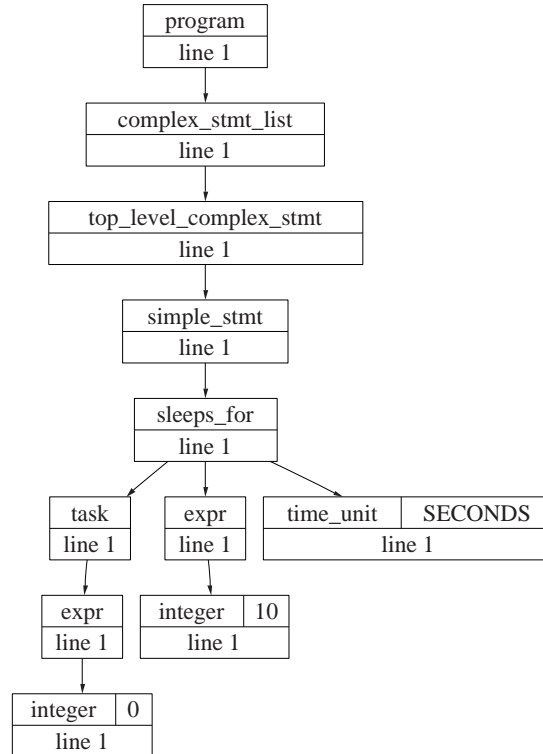 program
line 1
complex_stmt_list
line 1
top_level_complex_stmt
line 1
simple_stmt
line 1
sleeps_for
line 1
task
line 1
expr
line 1
time_unit SECONDS
line 1
expr
line 1
integer 10
line 1
integer 0
line 1